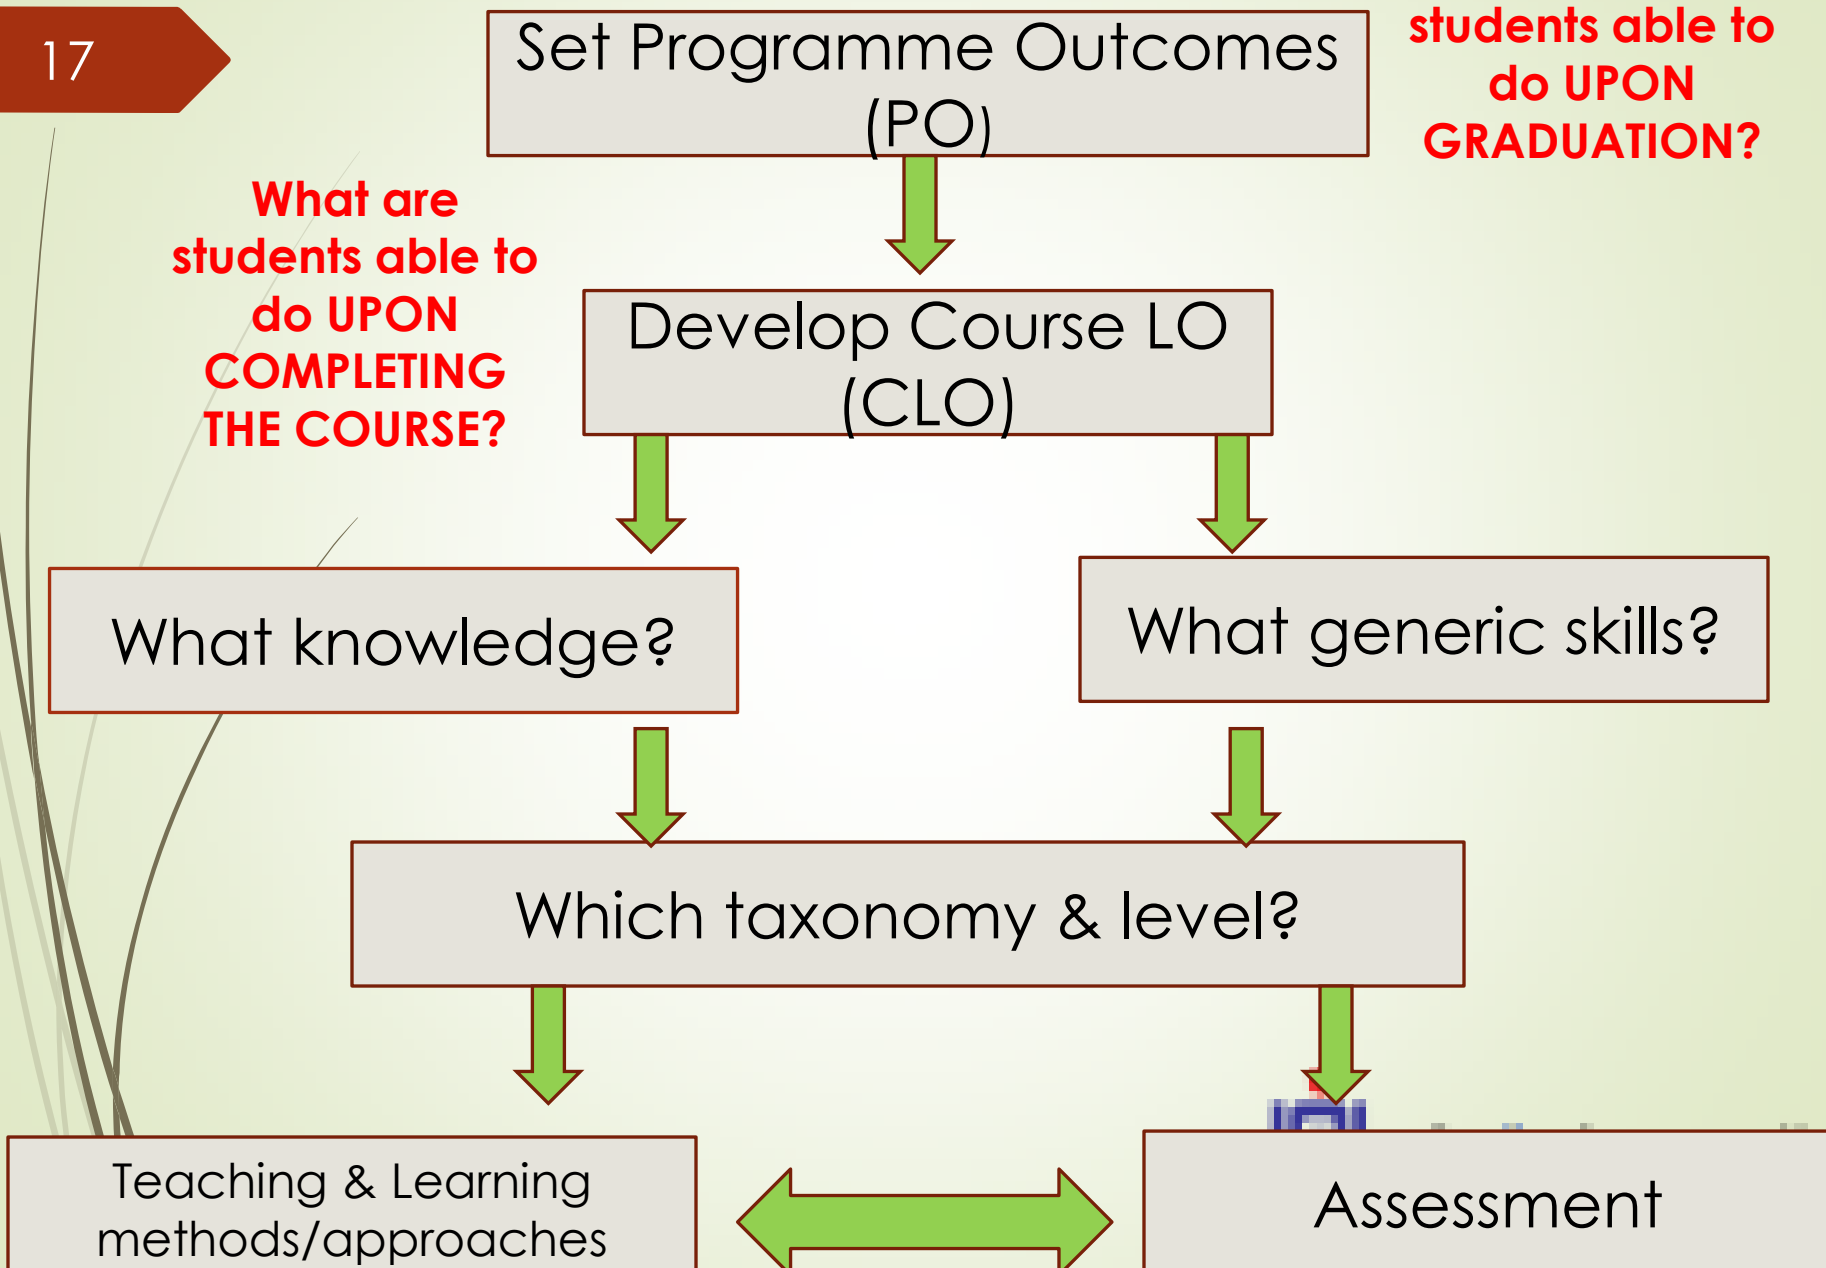 17
Set Programme Outcomes
(PO)
students able to
do UPON
GRADUATION?
What are
students able to
do UPON
COMPLETING
THE COURSE?
Develop Course LO
(CLO)
What knowledge?
What generic skills?
Which taxonomy & level?
Teaching & Learning
methods/approaches
Assessment